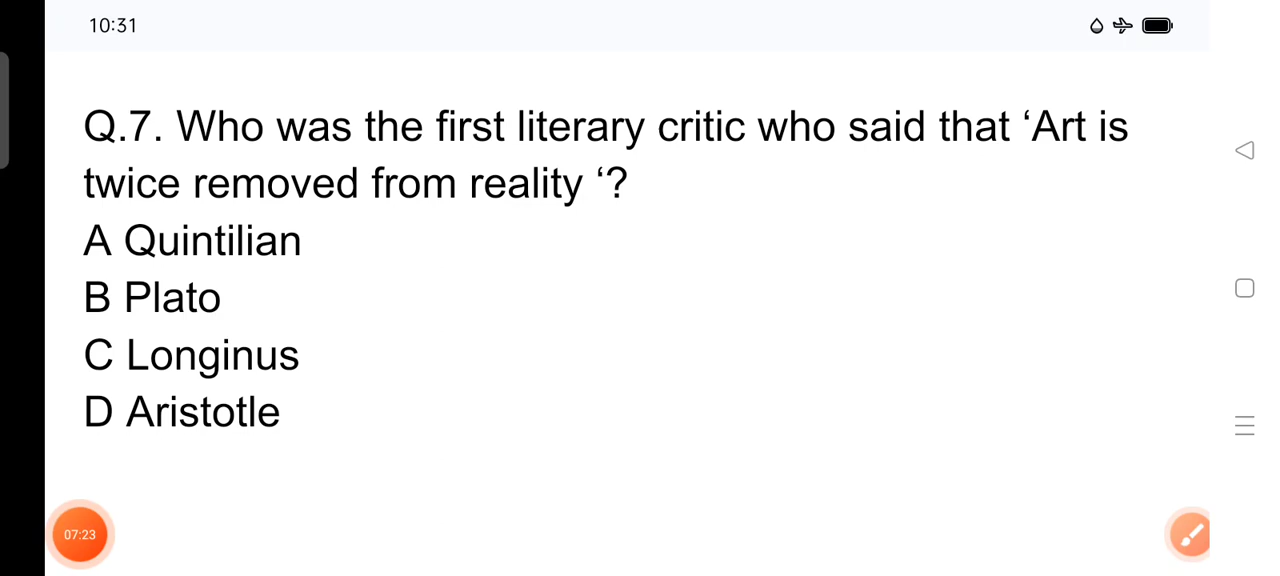 10:31
Q.7. Who was the first literary critic who said that ‘Art is
twice removed from reality ‘?
A Quintilian
B Plato
C Longinus
D Aristotle
07:23